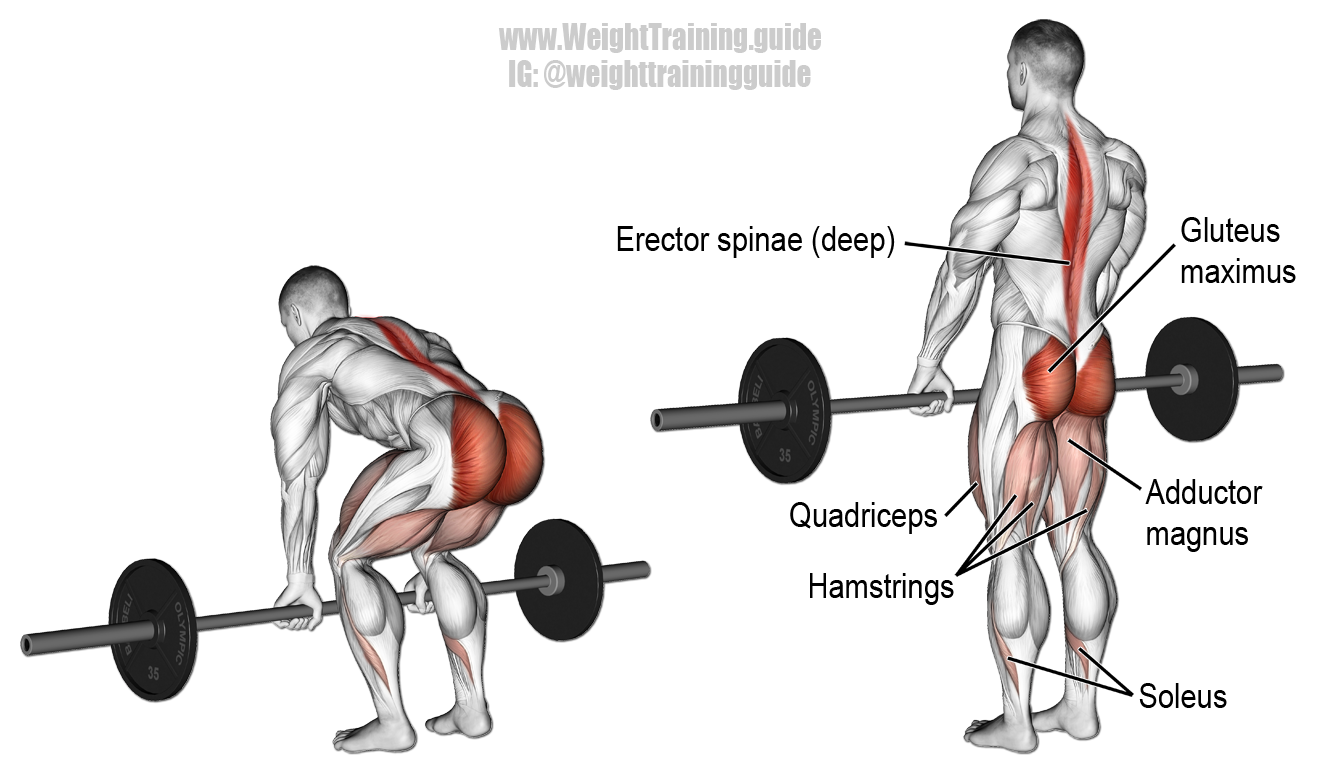 www.WeightTraining.guide
IG: @weighttrainingguide
Erector spinae (deep)
Gluteus
maximus
BARBELL
OLYMPIC
35
Quadriceps
Adductor
magnus
Hamstrings
OLYMPIC
35
Soleus